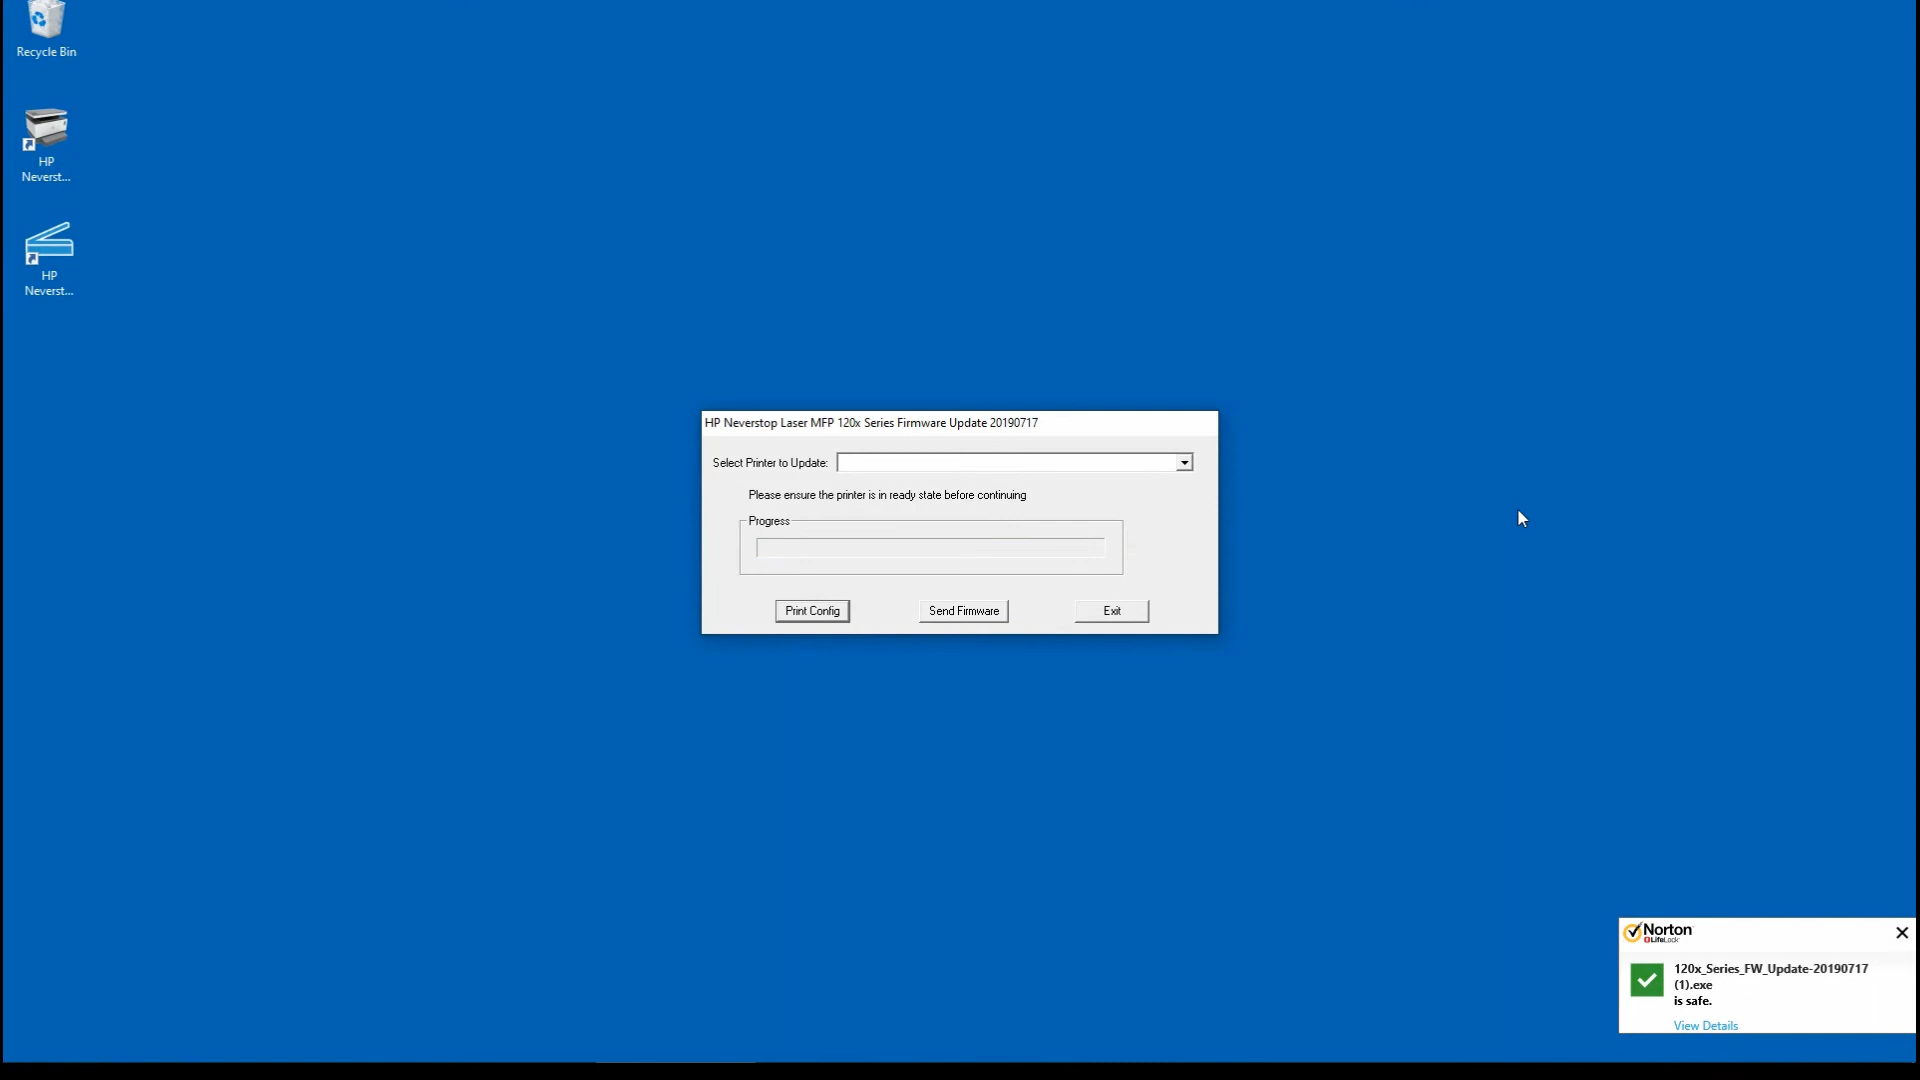 Recycle Bin
HP
Neverst...
HP
Neverst...
HP Neverstop Laser MFP 120x Series Firmware Update 20190717
Select Printer to Update:
Please ensure the printer is in ready state before continuing
Progress
Print Config
Send Firmware
Exit
Norton
LifeLock
120x_Series_FW_Update-20190717
(1).exe
is safe.
View Details